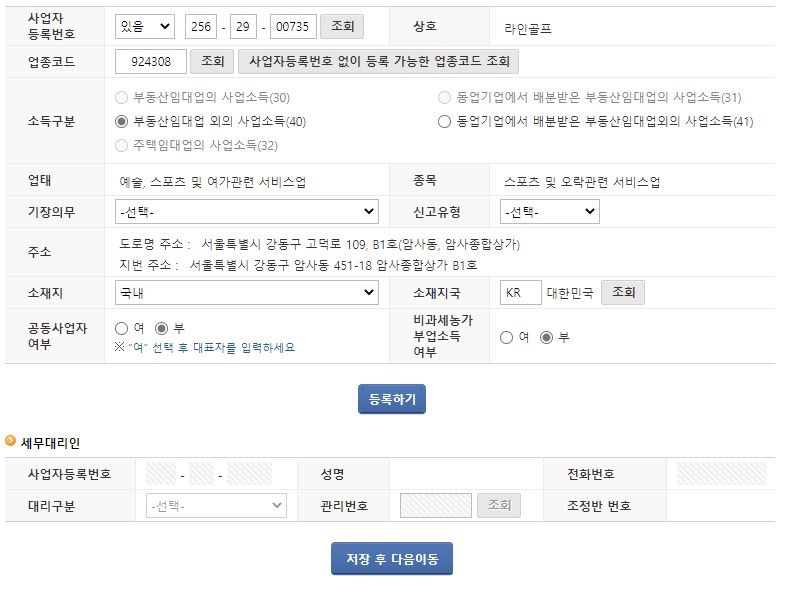 사업자 등록번호 있음 256 - 29 - 00735 조회 상호 라인골프
업종코드 924308 조회 사업자등록번호 없이 등록 가능한 업종코드 조회
소득구분
부동산임대업의 사업소득(30) 동업기업에서 배분받은 부동산임대업의 사업소득(31)
부동산임대업 외의 사업소득(40) 동업기업에서 배분받은 부동산임대업외의 사업소득(41)
주택임대업의 사업소득(32)
업태 예술, 스포츠 및 여가관련 서비스업 종목 스포츠 및 오락관련 서비스업
기장의무 -선택- 신고유형 -선택-
주소
도로명 주소 : 서울특별시 강동구 고덕로 109, B1호(암사동, 암사종합상가)
지번 주소 : 서울특별시 강동구 암사동 451-18 암사종합상가 B1호
소재지 국내 소재지국 KR 대한민국 조회
공동사업자 여부 여 부
※ "여" 선택 후 대표자를 입력하세요
비과세농가 부업소득 여부 여 부
등록하기
세무대리인
사업자등록번호 - - 성명 전화번호
대리구분 -선택- 관리번호 조회 조정반 번호
저장 후 다음이동